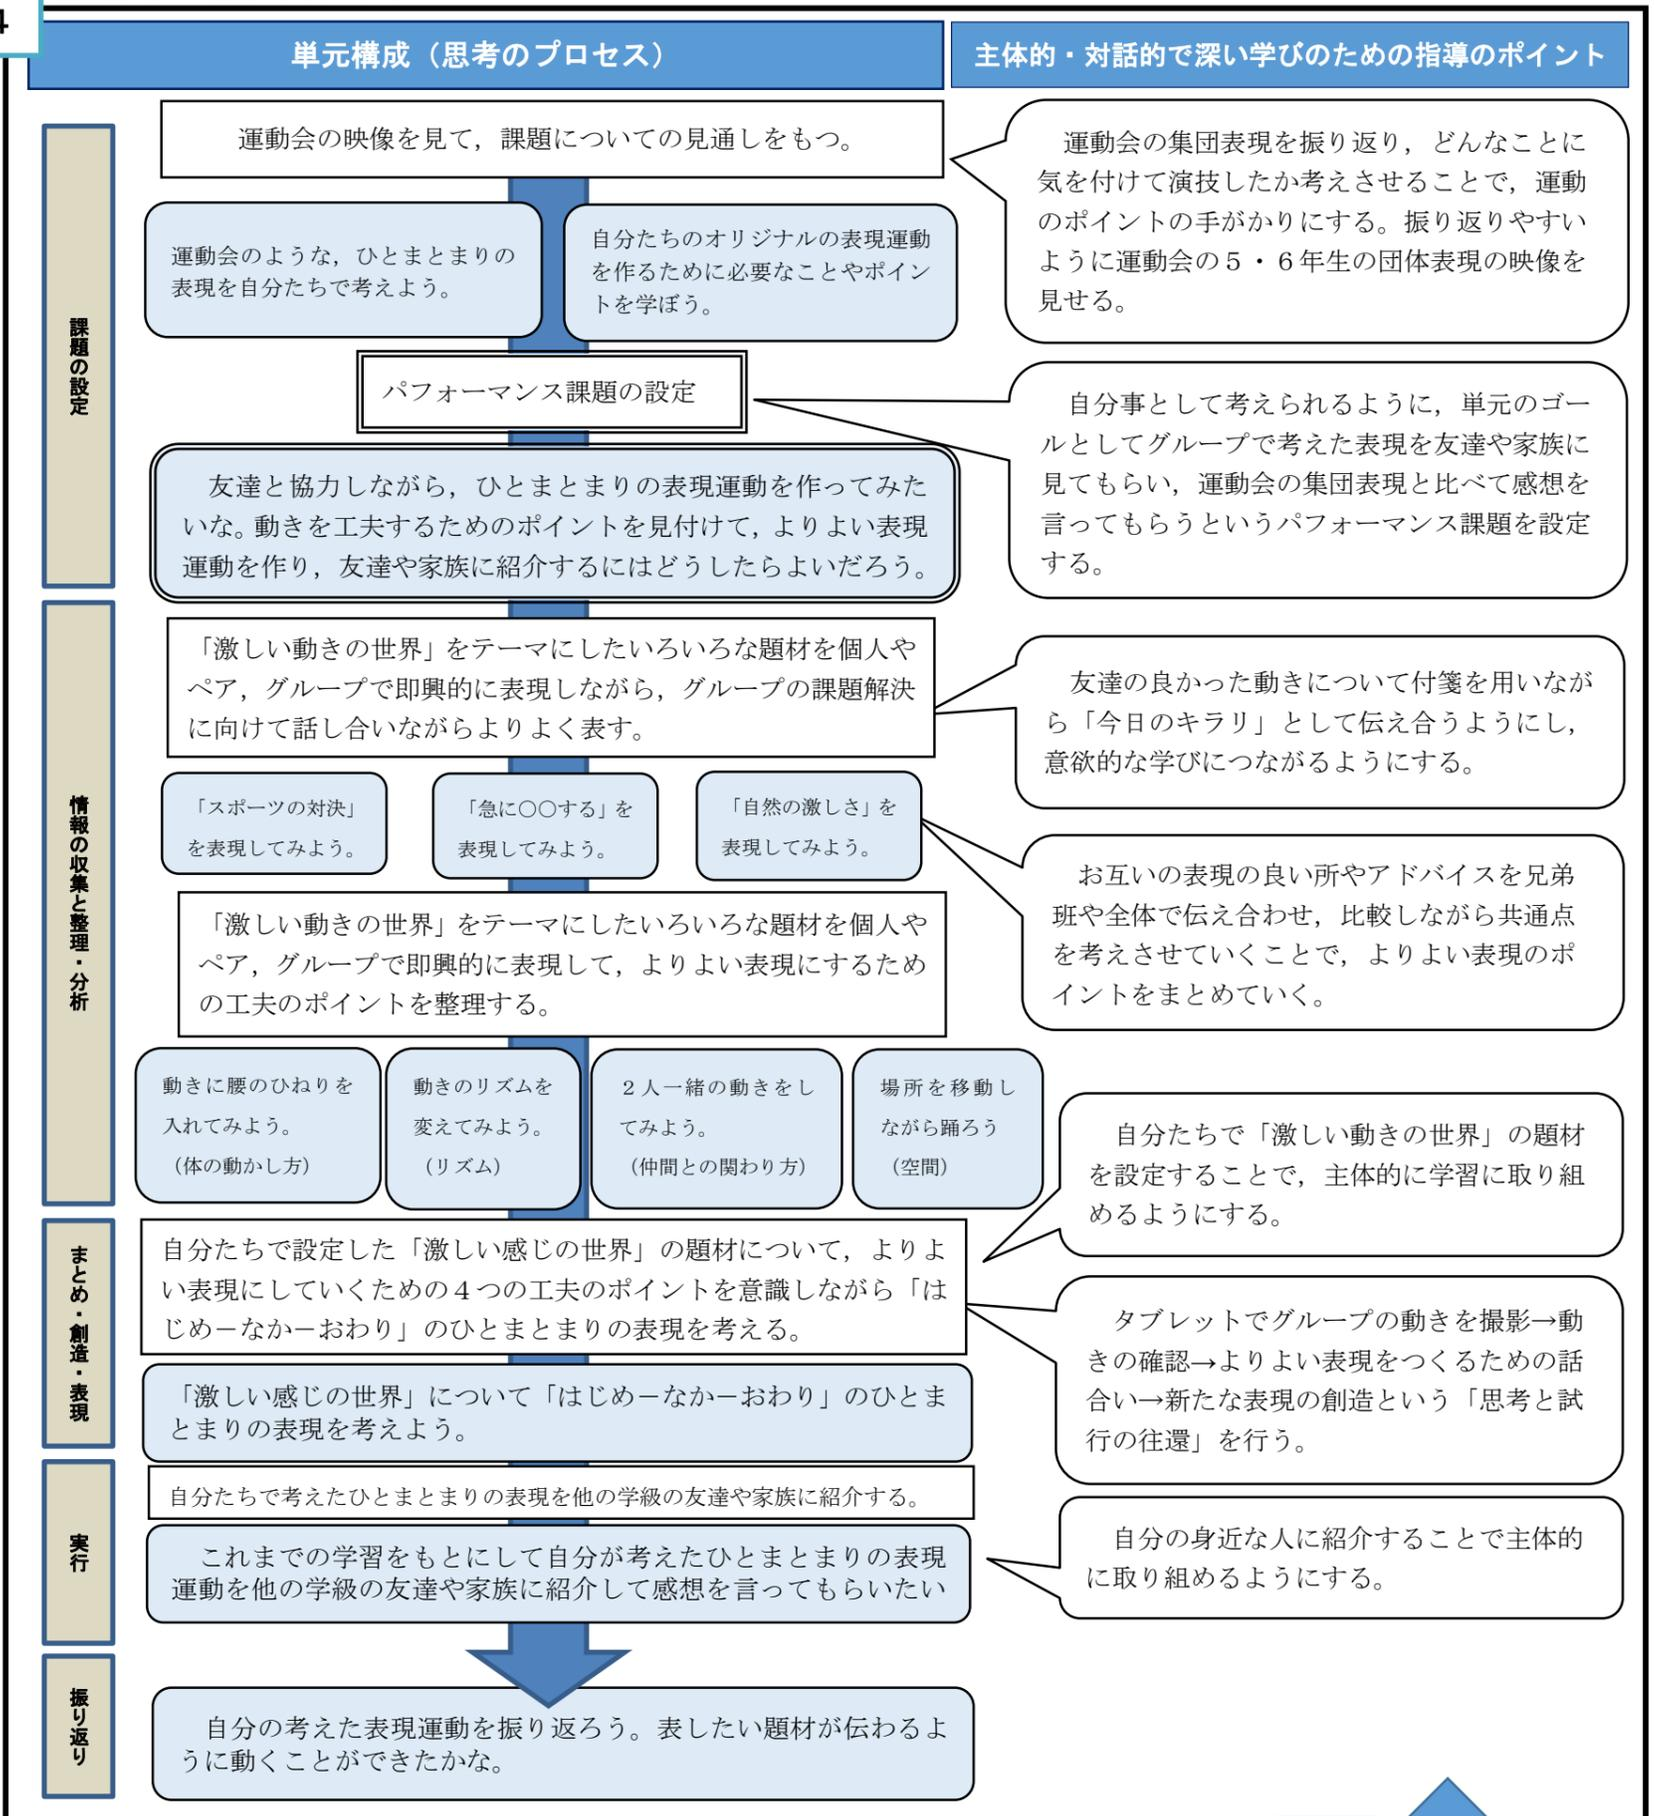 4
単元構成（思考のプロセス）
主体的・対話的で深い学びのための指導のポイント
課題の設定
運動会の映像を見て，課題についての見通しをもつ。
運動会のような，ひとまとまりの
表現を自分たちで考えよう。
自分たちのオリジナルの表現運動
を作るために必要なことやポイン
トを学ぼう。
運動会の集団表現を振り返り，どんなことに
気を付けて演技したか考えさせることで，運動
のポイントの手がかりにする。振り返りやすい
ように運動会の５・６年生の団体表現の映像を
見せる。
パフォーマンス課題の設定
友達と協力しながら，ひとまとまりの表現運動を作ってみた
いな。動きを工夫するためのポイントを見付けて，よりよい表現
運動を作り，友達や家族に紹介するにはどうしたらよいだろう。
自分事として考えられるように，単元のゴー
ルとしてグループで考えた表現を友達や家族に
見てもらい，運動会の集団表現と比べて感想を
言ってもらうというパフォーマンス課題を設定
する。
情報の収集と整理・分析
「激しい動きの世界」をテーマにしたいろいろな題材を個人や
ペア，グループで即興的に表現しながら，グループの課題解決
に向けて話し合いながらよりよく表す。
友達の良かった動きについて付箋を用いなが
ら「今日のキラリ」として伝え合うようにし，
意欲的な学びにつながるようにする。
「スポーツの対決」
を表現してみよう。
「急に〇〇する」を
表現してみよう。
「自然の激しさ」を
表現してみよう。
お互いの表現の良い所やアドバイスを兄弟
班や全体で伝え合わせ，比較しながら共通点
を考えさせていくことで，よりよい表現のポ
イントをまとめていく。
「激しい動きの世界」をテーマにしたいろいろな題材を個人や
ペア，グループで即興的に表現して，よりよい表現にするため
の工夫のポイントを整理する。
動きに腰のひねりを
入れてみよう。
（体の動かし方）
動きのリズムを
変えてみよう。
（リズム）
２人一緒の動きをし
てみよう。
（仲間との関わり方）
場所を移動し
ながら踊ろう
（空間）
自分たちで「激しい動きの世界」の題材
を設定することで，主体的に学習に取り組
めるようにする。
まとめ・創造・表現
自分たちで設定した「激しい感じの世界」の題材について，よりよ
い表現にしていくための４つの工夫のポイントを意識しながら「は
じめ－なか－おわり」のひとまとまりの表現を考える。
タブレットでグループの動きを撮影→動
きの確認→よりよい表現をつくるための話
合い→新たな表現の創造という「思考と試
行の往還」を行う。
「激しい感じの世界」について「はじめ－なか－おわり」のひとま
とまりの表現を考えよう。
実行
自分たちで考えたひとまとまりの表現を他の学級の友達や家族に紹介する。
これまでの学習をもとにして自分が考えたひとまとまりの表現
運動を他の学級の友達や家族に紹介して感想を言ってもらいたい
自分の身近な人に紹介することで主体的
に取り組めるようにする。
振り返り
自分の考えた表現運動を振り返ろう。表したい題材が伝わるよ
うに動くことができたかな。